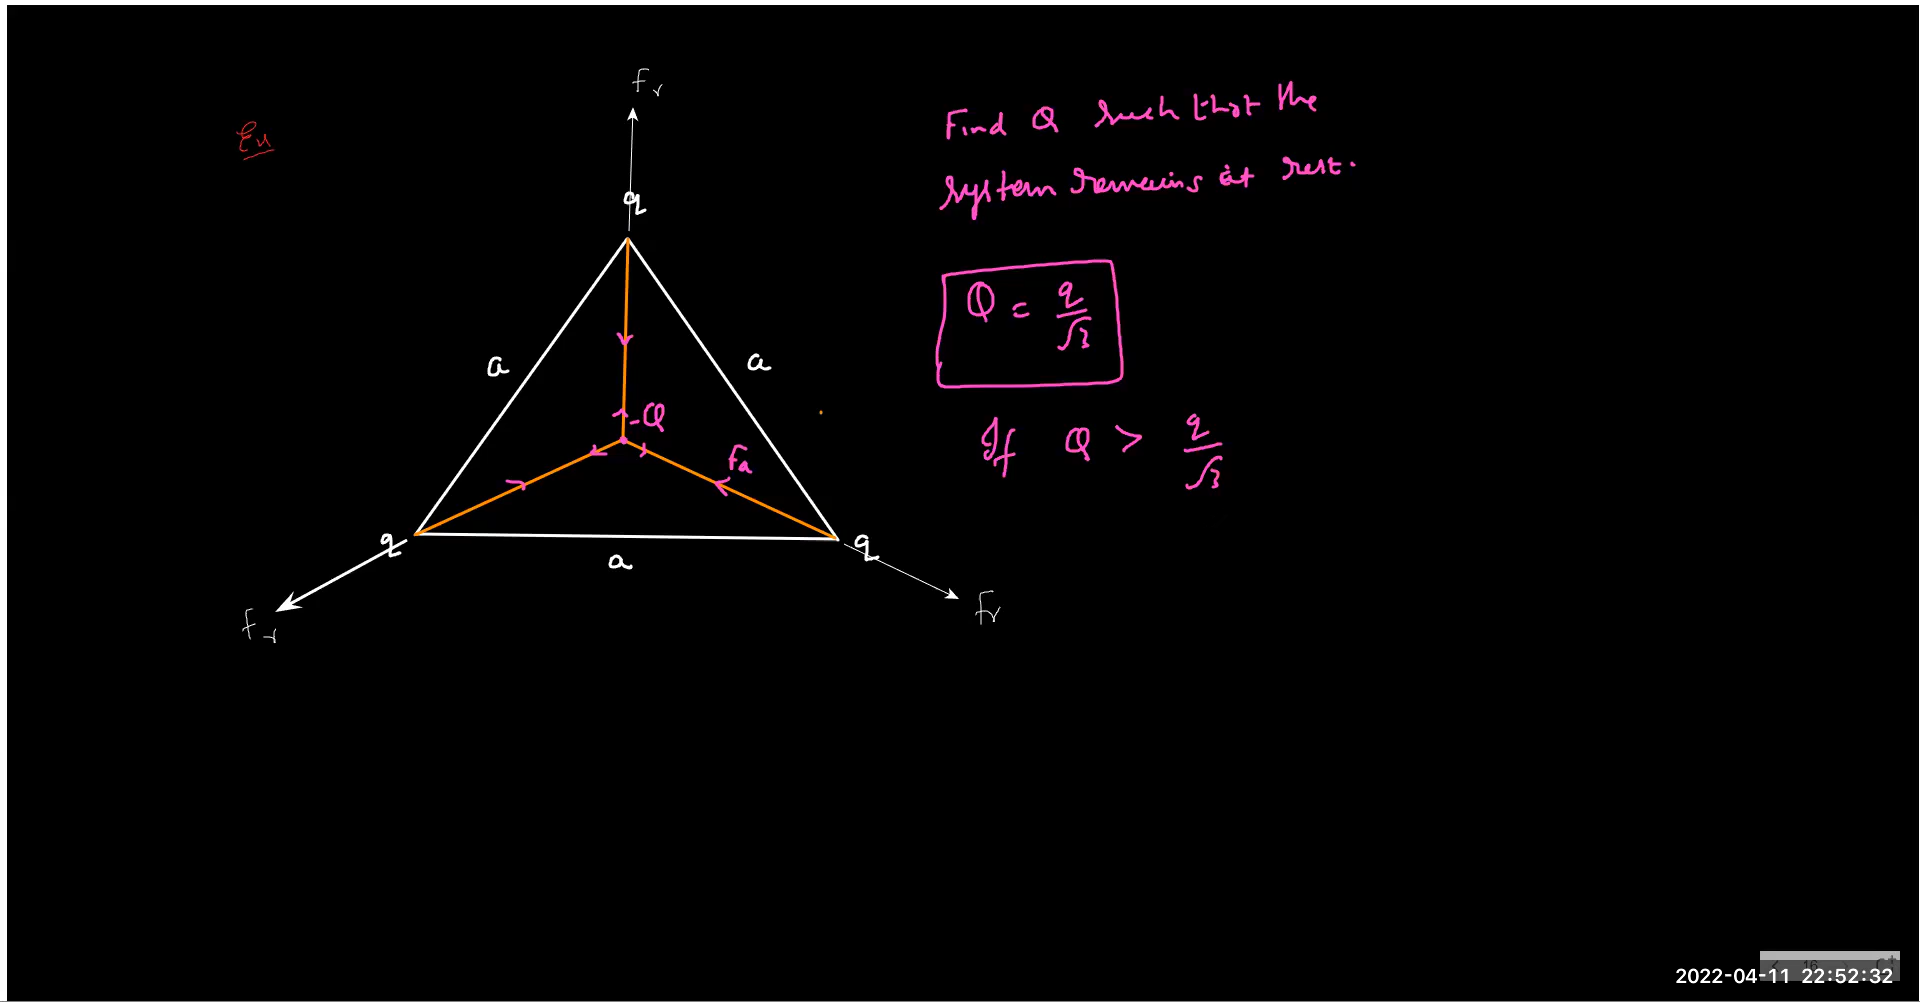 Fr
Ex
Find Q such that the
system remains at rest.
q
Q = q/√3
a
a
-Q
If Q > q/√3
Fa
q
q
a
Fr
Fr
16
2022-04-11 22:52:32